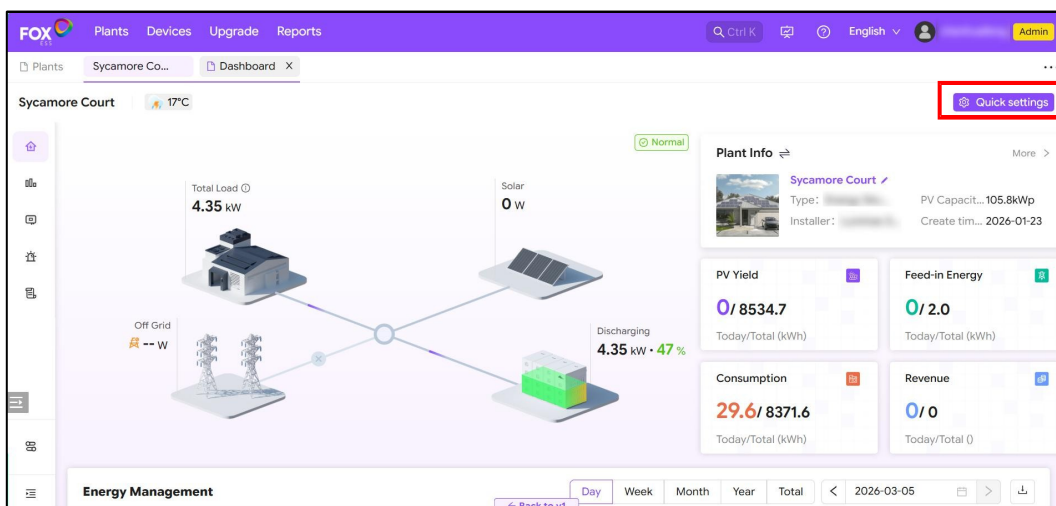 FOX ESS Plants Devices Upgrade Reports Ctrl K English Admin
Plants Sycamore Co... Dashboard X ...
Sycamore Court 17°C Quick settings
Normal
Total Load
4.35 kW
Solar
0 W
Off Grid
-- W
Discharging
4.35 kW · 47 %
Plant Info More >
Sycamore Court
Type: PV Capacit... 105.8kWp
Installer: Create tim... 2026-01-23
PV Yield
0/ 8534.7
Today/Total (kWh)
Feed-in Energy
0/ 2.0
Today/Total (kWh)
Consumption
29.6/ 8371.6
Today/Total (kWh)
Revenue
0/ 0
Today/Total ()
Energy Management Day Week Month Year Total < 2026-03-05 >
Back to v1